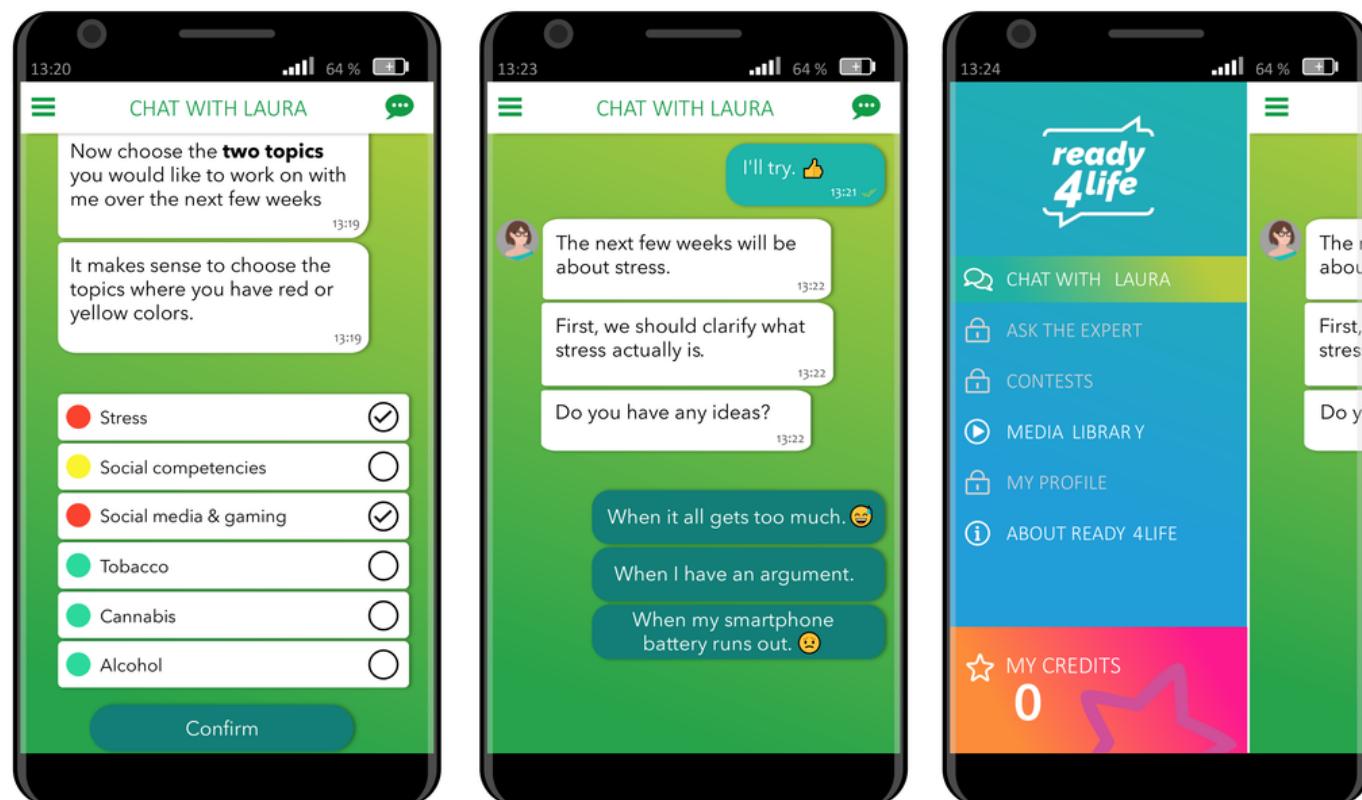 13:20
64 %
CHAT WITH LAURA
Now choose the two topics
you would like to work on with
me over the next few weeks
13:19
It makes sense to choose the
topics where you have red or
yellow colors.
13:19
Stress
Social competencies
Social media & gaming
Tobacco
Cannabis
Alcohol
Confirm
13:23
64 %
CHAT WITH LAURA
I'll try. 👍
13:21
The next few weeks will be
about stress.
13:22
First, we should clarify what
stress actually is.
13:22
Do you have any ideas?
13:22
When it all gets too much. 😅
When I have an argument.
When my smartphone
battery runs out. 😟
13:24
64 %
ready
4life
CHAT WITH LAURA
ASK THE EXPERT
CONTESTS
MEDIA LIBRARY
MY PROFILE
ABOUT READY 4LIFE
MY CREDITS
0
The
abou
First,
stres
Do y